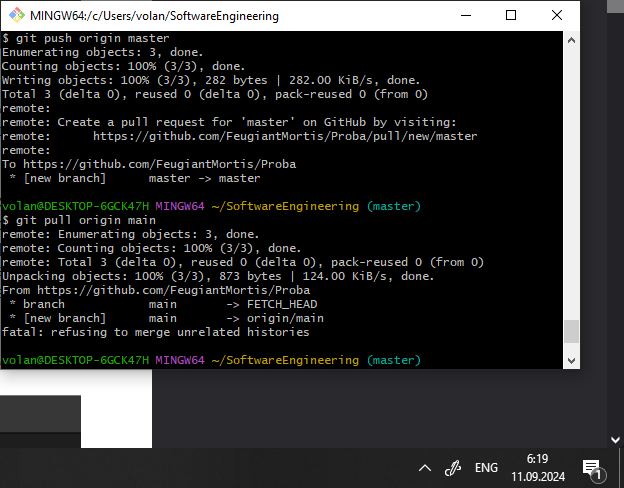 MINGW64:/c/Users/volan/SoftwareEngineering
$ git push origin master
Enumerating objects: 3, done.
Counting objects: 100% (3/3), done.
Writing objects: 100% (3/3), 282 bytes | 282.00 KiB/s, done.
Total 3 (delta 0), reused 0 (delta 0), pack-reused 0 (from 0)
remote:
remote: Create a pull request for 'master' on GitHub by visiting:
remote:      https://github.com/FeugiantMortis/Proba/pull/new/master
remote:
To https://github.com/FeugiantMortis/Proba
 * [new branch]      master -> master
volan@DESKTOP-6GCK47H MINGW64 ~/SoftwareEngineering (master)
$ git pull origin main
remote: Enumerating objects: 3, done.
remote: Counting objects: 100% (3/3), done.
remote: Total 3 (delta 0), reused 0 (delta 0), pack-reused 0 (from 0)
Unpacking objects: 100% (3/3), 873 bytes | 124.00 KiB/s, done.
From https://github.com/FeugiantMortis/Proba
 * branch            main       -> FETCH_HEAD
 * [new branch]      main       -> origin/main
fatal: refusing to merge unrelated histories
volan@DESKTOP-6GCK47H MINGW64 ~/SoftwareEngineering (master)
ENG
6:19
11.09.2024
1